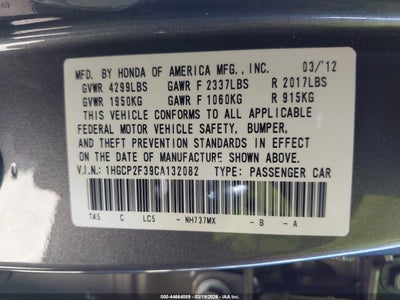 MFD. BY HONDA OF AMERICA MFG., INC. 03/'12
GVWR 4299LBS GAWR F 2337LBS R 2017LBS
GVWR 1950KG GAWR F 1060KG R 915KG
THIS VEHICLE CONFORMS TO ALL APPLICABLE
FEDERAL MOTOR VEHICLE SAFETY, BUMPER,
AND THEFT PREVENTION STANDARDS IN EFFECT
ON THE DATE OF MANUFACTURE SHOWN ABOVE.
V.I.N.: 1HGCP2F39CA132082 TYPE: PASSENGER CAR
TA5 C LC5 - NH737MX - B - A
On: 44664089 | 03/19/2026 - IAA Inc.